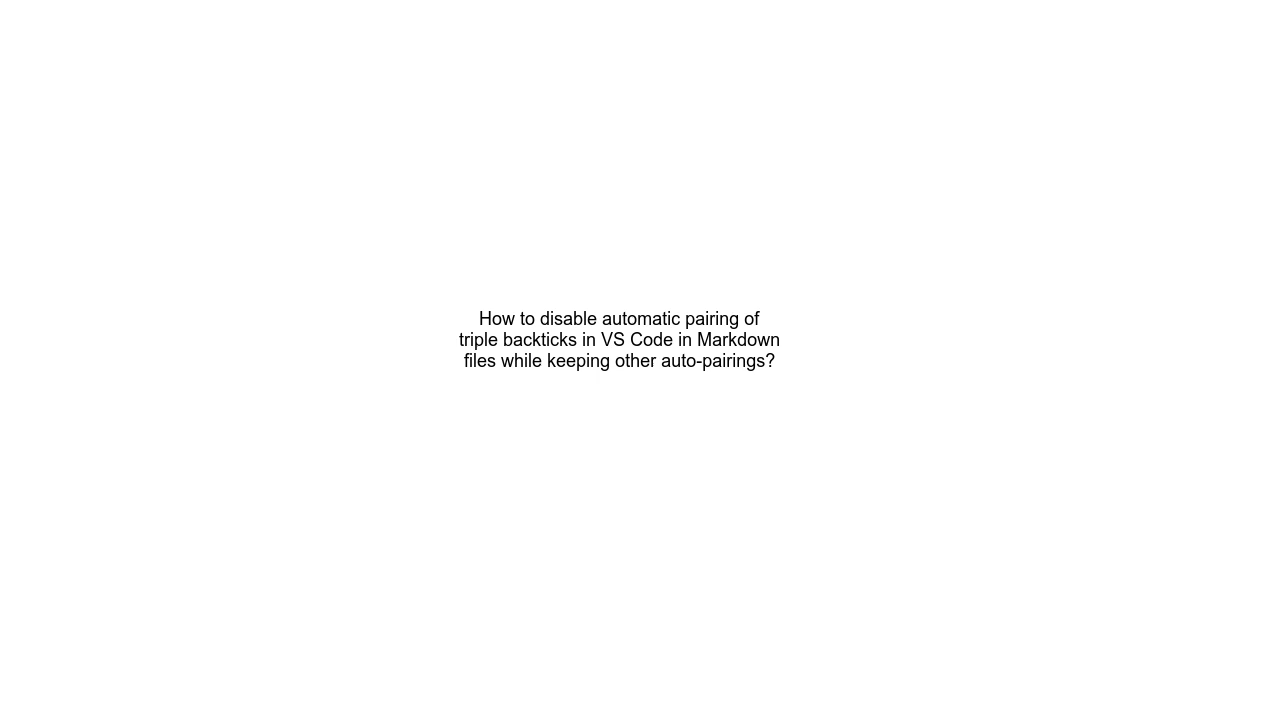 How to disable automatic pairing of
triple backticks in VS Code in Markdown
files while keeping other auto-pairings?